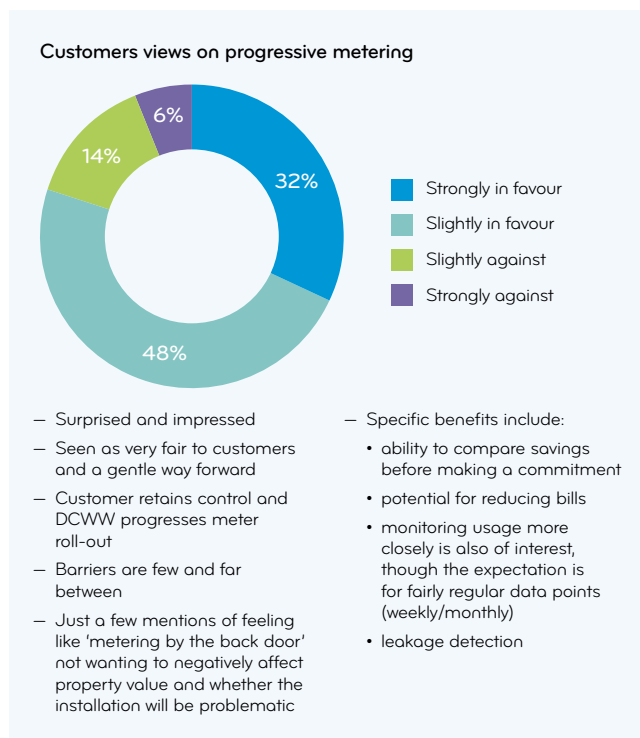 Customers views on progressive metering
6%
14%
32%
48%
Strongly in favour
Slightly in favour
Slightly against
Strongly against
— Surprised and impressed
— Seen as very fair to customers
and a gentle way forward
— Customer retains control and
DCWW progresses meter
roll-out
— Barriers are few and far
between
— Just a few mentions of feeling
like ‘metering by the back door’
not wanting to negatively affect
property value and whether the
installation will be problematic
— Specific benefits include:
• ability to compare savings
before making a commitment
• potential for reducing bills
• monitoring usage more
closely is also of interest,
though the expectation is
for fairly regular data points
(weekly/monthly)
• leakage detection